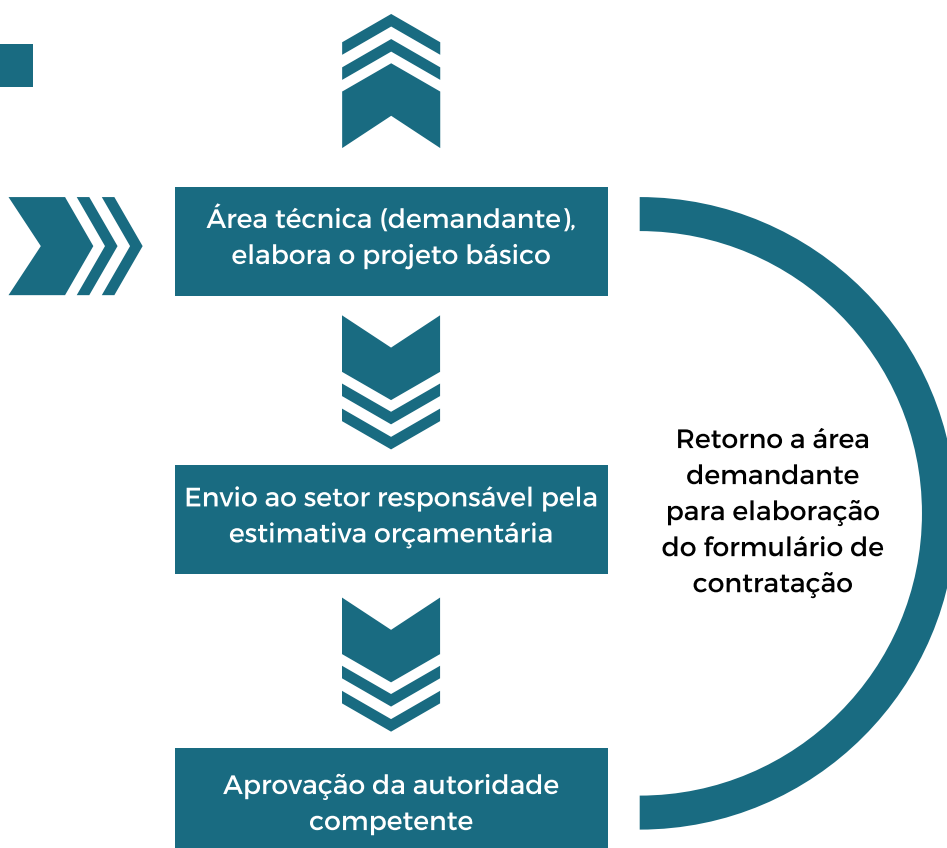 Área técnica (demandante),
elabora o projeto básico
Envio ao setor responsável pela
estimativa orçamentária
Retorno a área
demandante
para elaboração
do formulário de
contratação
Aprovação da autoridade
competente